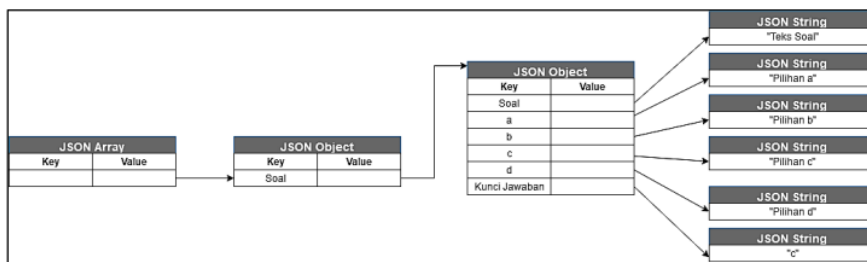 JSON Array
Key Value
JSON Object
Key Value
Soal
JSON Object
Key Value
Soal
a
b
c
d
Kunci Jawaban
JSON String
"Teks Soal"
JSON String
"Pilihan a"
JSON String
"Pilihan b"
JSON String
"Pilihan c"
JSON String
"Pilihan d"
JSON String
"c"